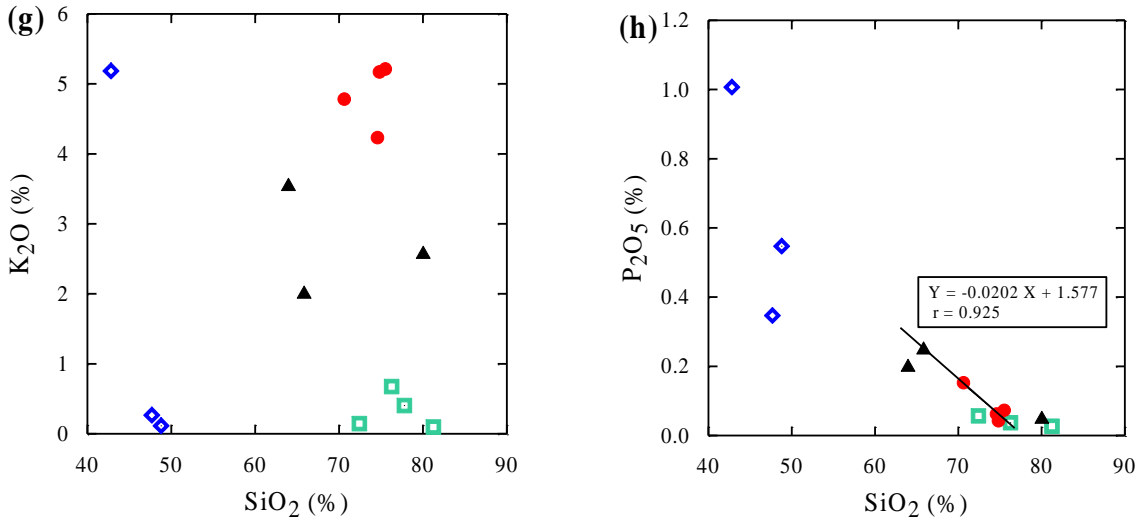 (g)
6
5
4
3
2
1
0
K₂O (%)
40 50 60 70 80 90
SiO₂ (%)
(h)
1.2
1.0
0.8
0.6
0.4
0.2
0.0
P₂O₅ (%)
Y = -0.0202 X + 1.577
r = 0.925
40 50 60 70 80 90
SiO₂ (%)